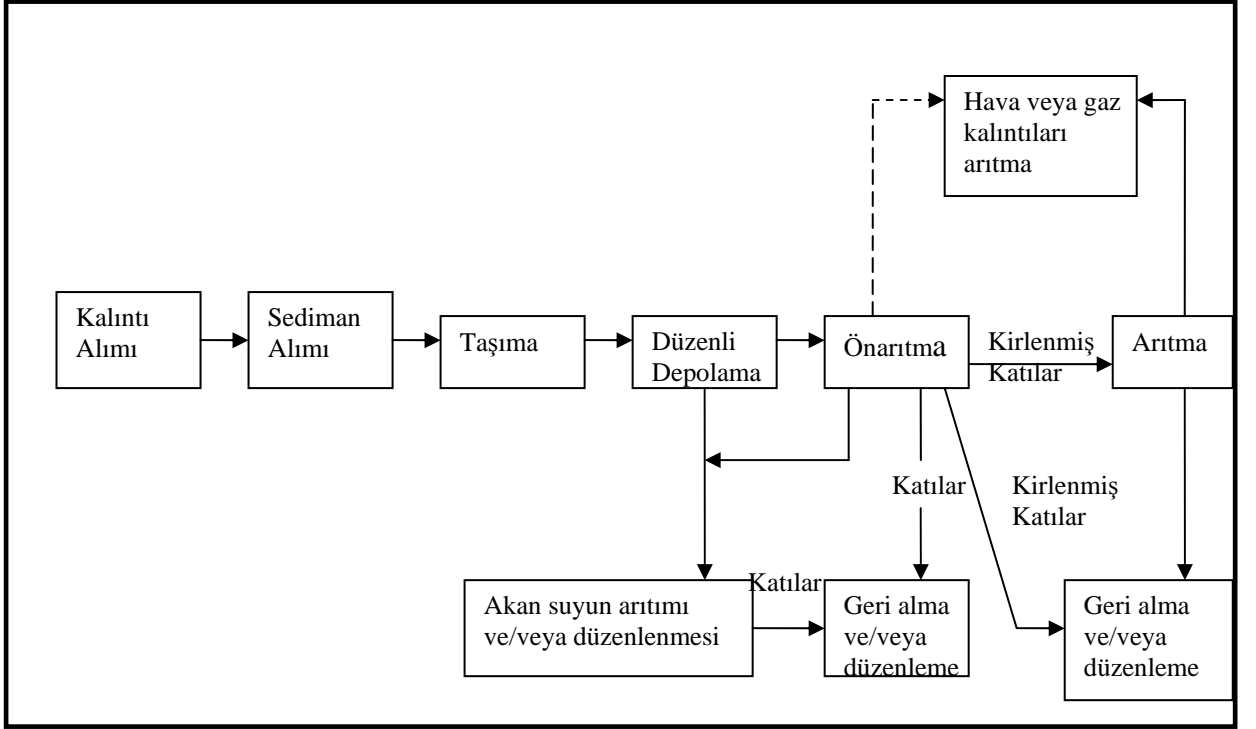 Hava veya gaz
kalıntıları
arıtma
Kalıntı
Alımı
Sediman
Alımı
Taşıma
Düzenli
Depolama
Önarıtma
Kirlenmiş
Katılar
Arıtma
Katılar
Kirlenmiş
Katılar
Akan suyun arıtımı
ve/veya düzenlenmesi
Katılar
Geri alma
ve/veya
düzenleme
Geri alma
ve/veya
düzenleme